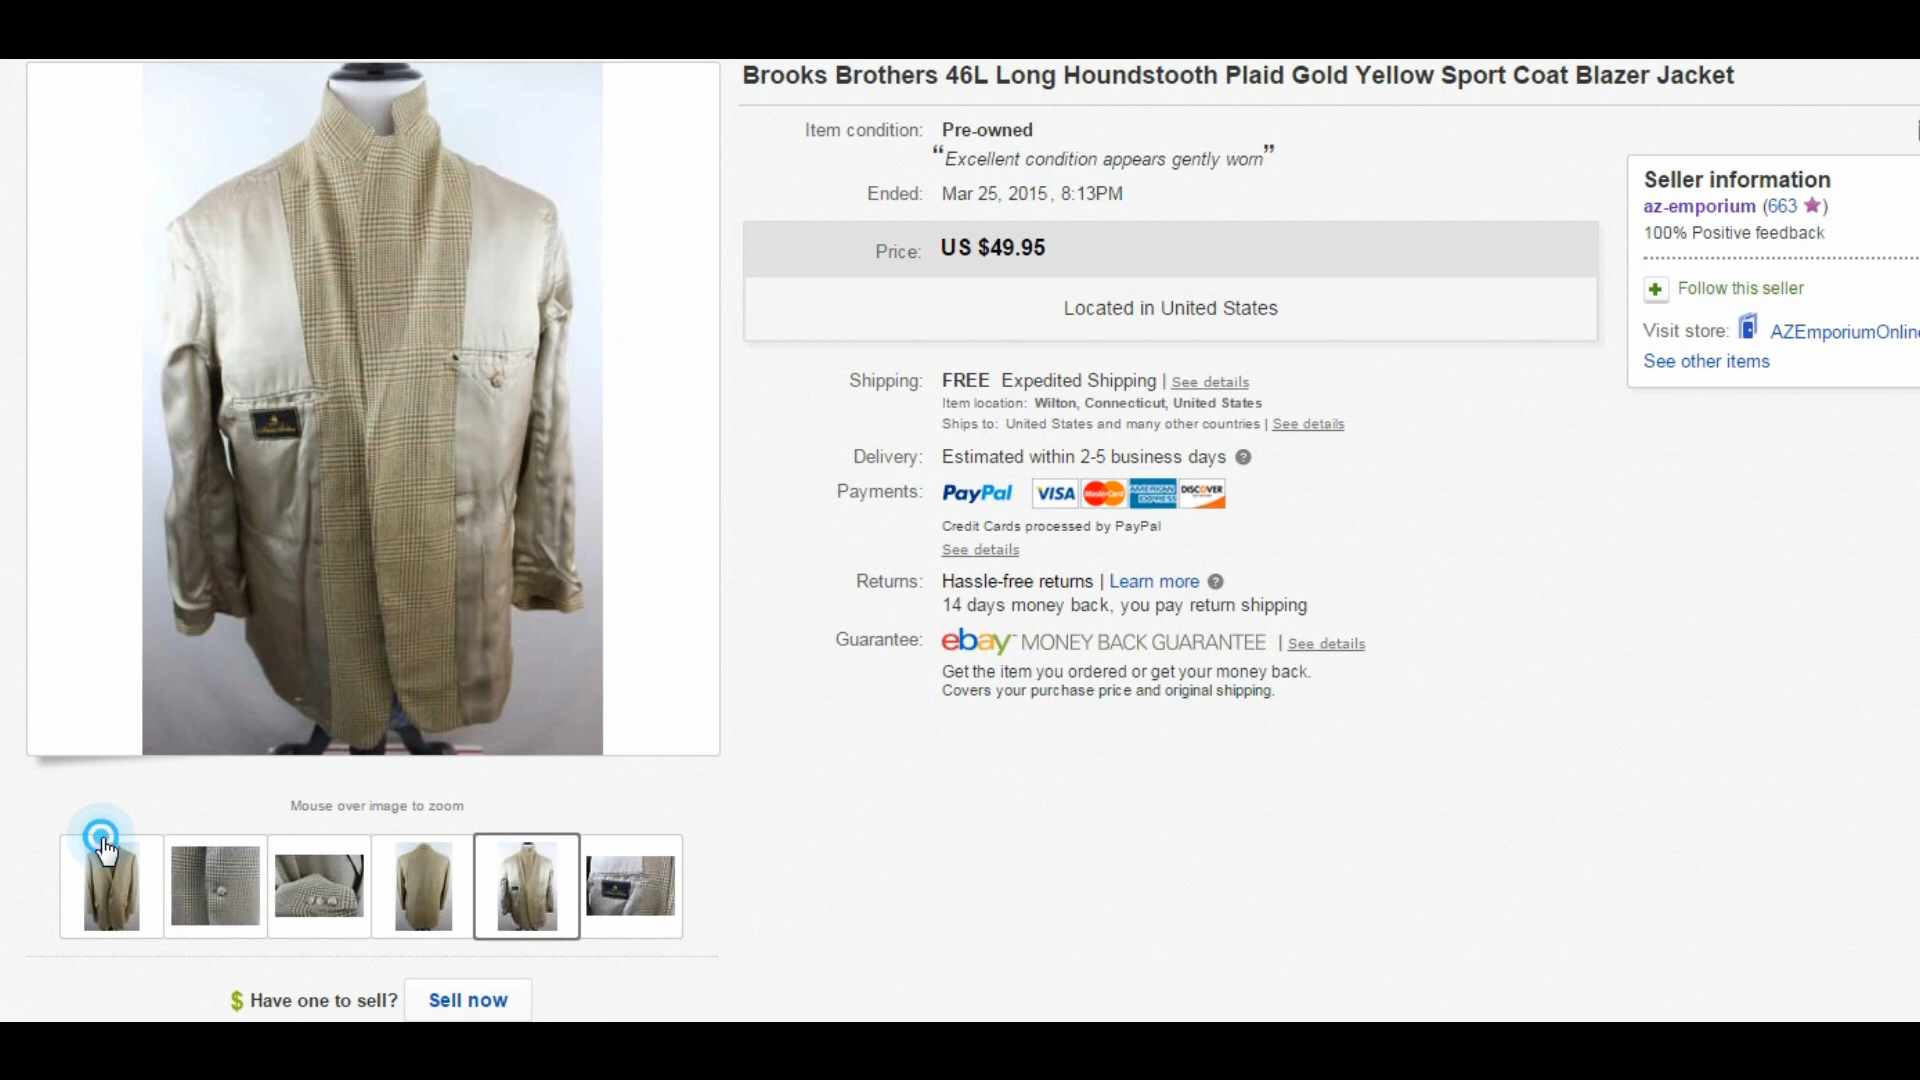 Brooks Brothers 46L Long Houndstooth Plaid Gold Yellow Sport Coat Blazer Jacket
Item condition: Pre-owned
“Excellent condition appears gently worn”
Ended: Mar 25, 2015, 8:13PM
Price: US $49.95
Located in United States
Shipping: FREE Expedited Shipping | See details
Item location: Wilton, Connecticut, United States
Ships to: United States and many other countries | See details
Delivery: Estimated within 2-5 business days ?
Payments: PayPal VISA MasterCard AMERICAN EXPRESS DISCOVER
Credit Cards processed by PayPal
See details
Returns: Hassle-free returns | Learn more ?
14 days money back, you pay return shipping
Guarantee: ebay™ MONEY BACK GUARANTEE | See details
Get the item you ordered or get your money back.
Covers your purchase price and original shipping.
Seller information
az-emporium (663)
100% Positive feedback
Follow this seller
Visit store: AZEmporiumOnline
See other items
Mouse over image to zoom
$ Have one to sell? Sell now